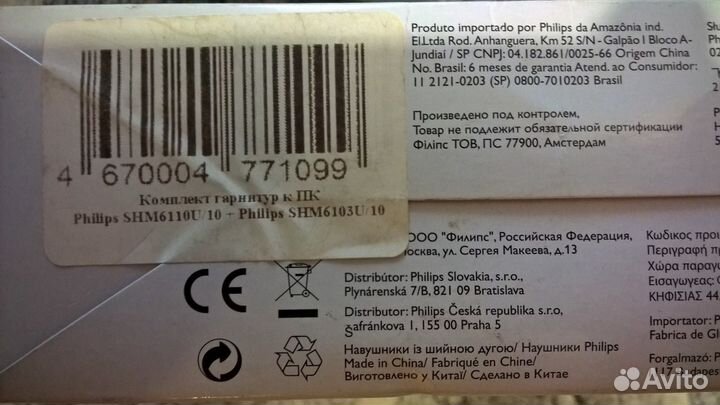 Produto importado por Philips da Amazônia ind.
El.Ltda Rod. Anhanguera, Km 52 S/N - Galpão I Bloco A-
Jundiaí / SP CNPJ: 04.182.861/0025-66 Origem China
No. Brasil: 6 meses de garantia Atend. ao Consumidor:
11 2121-0203 (SP) 0800-7010203 Brasil
Произведено под контролем,
Товар не подлежит обязательной сертификации
Філіпс ТОВ, ПС 77900, Амстердам
4 670004 771099
Комплект гарнитур к ПК
Philips SHM6110U/10 + Philips SHM6103U/10
ООО "Филипс", Российская Федерация,
ул. Сергея Макеева, д.13
Distribútor: Philips Slovakia, s.r.o.,
Plynárenská 7/B, 821 09 Bratislava
Distributor: Philips Česká republika s.r.o.
Šafránkova 1, 155 00 Praha 5
Навушники із шийною дугою/ Наушники Philips
Made in China/ Fabriqué en Chine/
Виготовлено у Китаї/ Сделано в Китае
CE
Κωδικος
Περιγραφή
Χώρα
Εισαγωγεας:
ΚΗΦΙΣΙΑΣ 44
Importator:
Fabrica de
Forgalmazó:
Avito